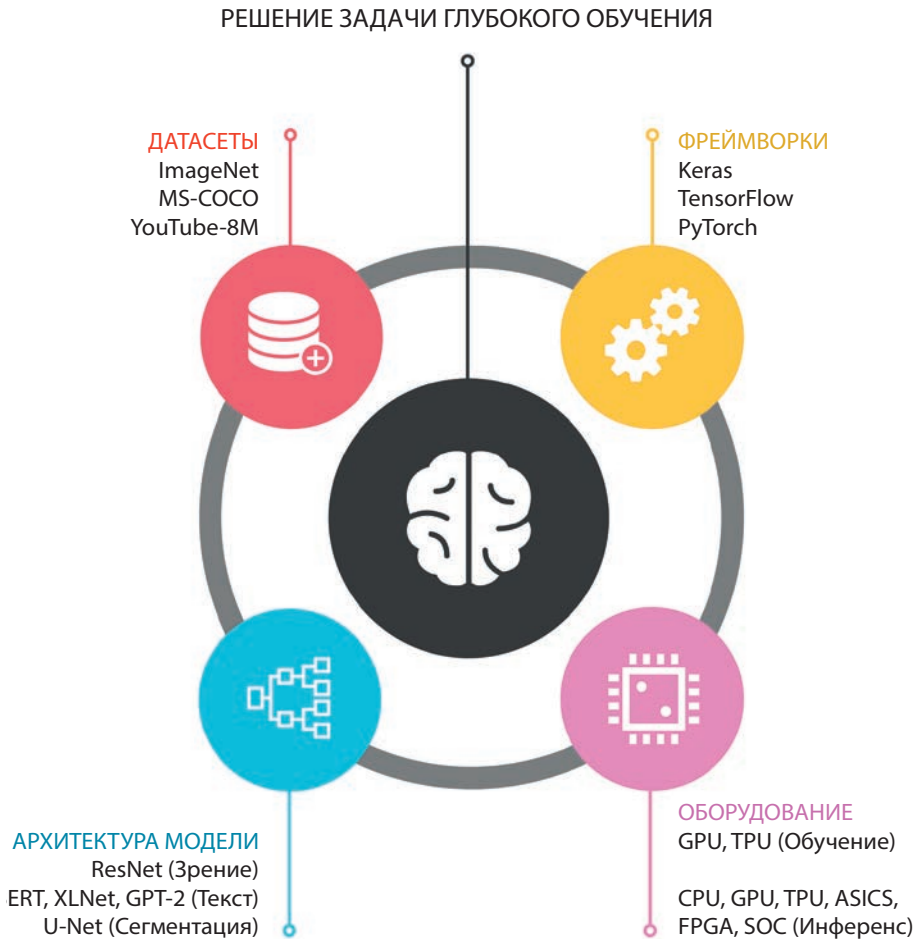 РЕШЕНИЕ ЗАДАЧИ ГЛУБОКОГО ОБУЧЕНИЯ
ДАТАСЕТЫ
ImageNet
MS-COCO
YouTube-8M
ФРЕЙМВОРКИ
Keras
TensorFlow
PyTorch
АРХИТЕКТУРА МОДЕЛИ
ResNet (Зрение)
ERT, XLNet, GPT-2 (Текст)
U-Net (Сегментация)
ОБОРУДОВАНИЕ
GPU, TPU (Обучение)
CPU, GPU, TPU, ASICS,
FPGA, SOC (Инференс)